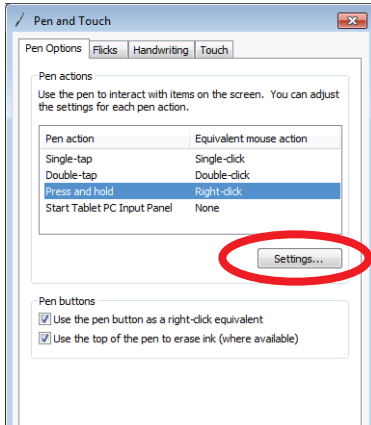 Pen and Touch
Pen Options Flicks Handwriting Touch
Pen actions
Use the pen to interact with items on the screen. You can adjust
the settings for each pen action.
Pen action Equivalent mouse action
Single-tap Single-click
Double-tap Double-click
Press and hold Right-click
Start Tablet PC Input Panel None
Settings...
Pen buttons
Use the pen button as a right-click equivalent
Use the top of the pen to erase ink (where available)